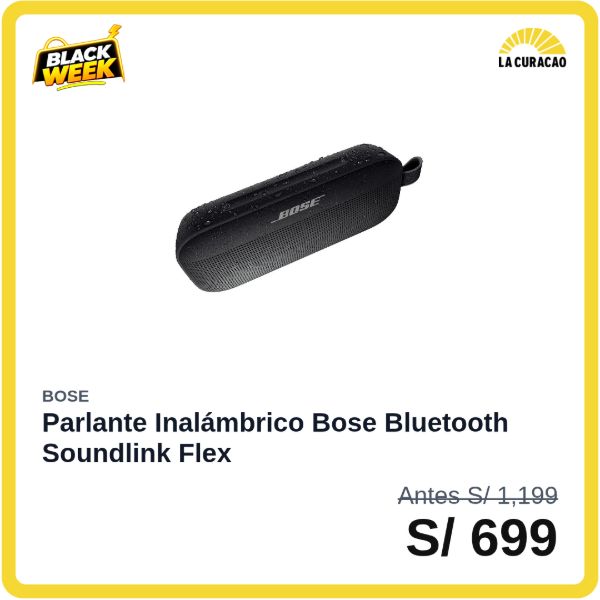 BLACK
WEEK
LA CURACAO
BOSE
BOSE
Parlante Inalámbrico Bose Bluetooth
Soundlink Flex
Antes S/ 1,199
S/ 699